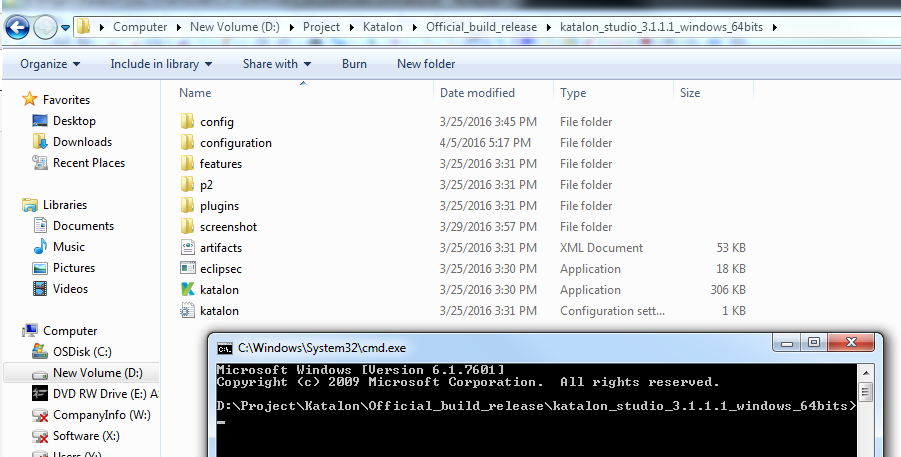 Computer New Volume (D:) Project Katalon Official_build_release katalon_studio_3.1.1.1_windows_64bits
Organize Include in library Share with Burn New folder
Favorites
Desktop
Downloads
Recent Places
Libraries
Documents
Music
Pictures
Videos
Computer
OSDisk (C:)
New Volume (D:)
DVD RW Drive (E:) A
CompanyInfo (W:)
Software (X:)
Users (Y:)
Name Date modified Type Size
config 3/25/2016 3:45 PM File folder
configuration 4/5/2016 5:17 PM File folder
features 3/25/2016 3:31 PM File folder
p2 3/25/2016 3:31 PM File folder
plugins 3/25/2016 3:31 PM File folder
screenshot 3/29/2016 3:57 PM File folder
artifacts 3/25/2016 3:31 PM XML Document 53 KB
eclipsec 3/25/2016 3:30 PM Application 18 KB
katalon 3/25/2016 3:30 PM Application 306 KB
katalon 3/25/2016 3:31 PM Configuration sett... 1 KB
C:\Windows\System32\cmd.exe
Microsoft Windows [Version 6.1.7601]
Copyright (c) 2009 Microsoft Corporation. All rights reserved.
D:\Project\Katalon\Official_build_release\katalon_studio_3.1.1.1_windows_64bits>
_